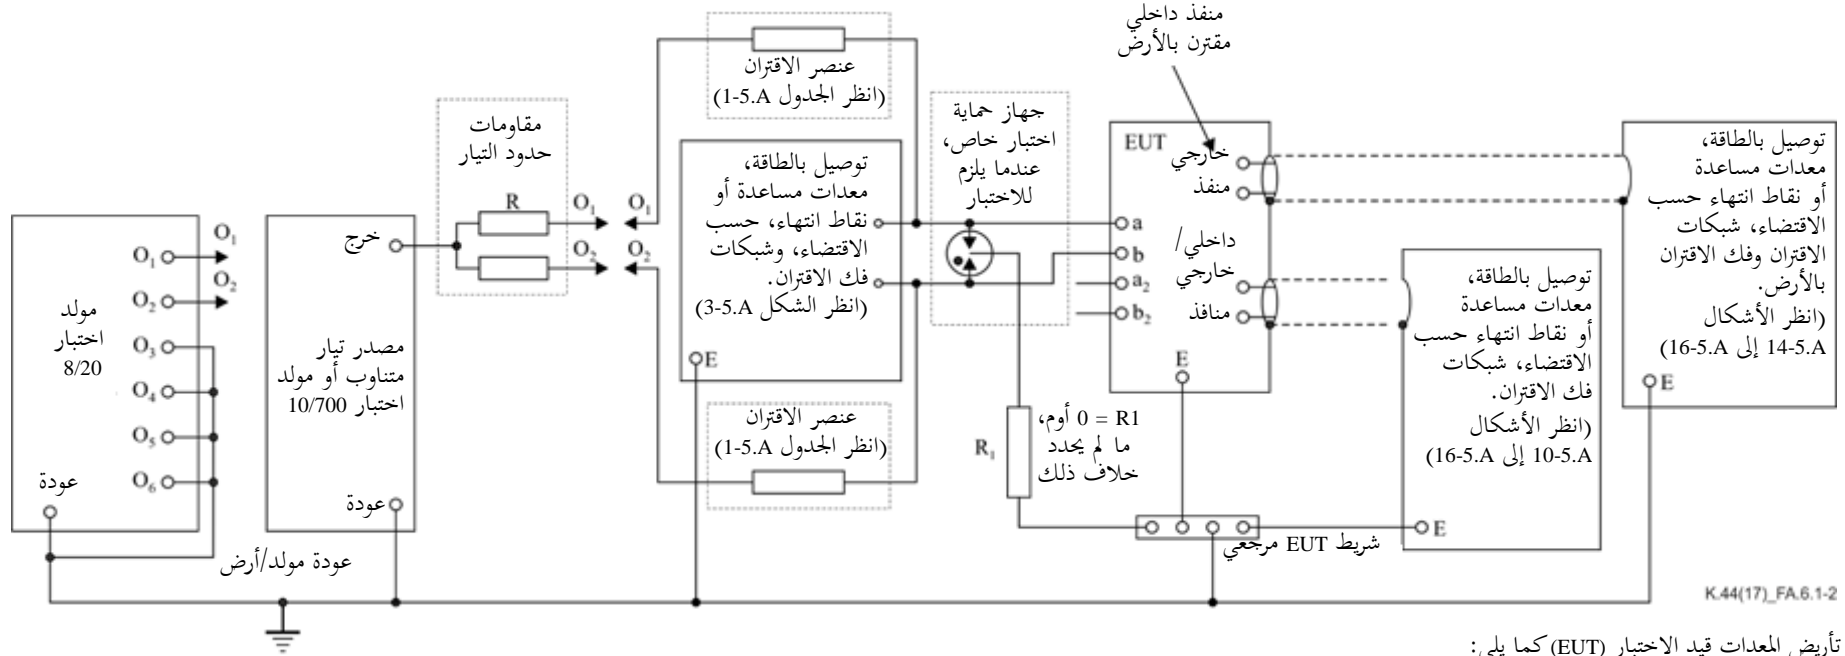 منفذ داخلي
مقترن بالأرض
عنصر الاقتران
(انظر الجدول 1-5.A)
مقاومات
حدود التيار
R
O1
O2
O1
O2
توصيل بالطاقة،
معدات مساعدة أو
نقاط انتهاء، حسب
الاقتضاء، وشبكات
فك الاقتران.
(انظر الشكل 3-5.A)
E
عنصر الاقتران
(انظر الجدول 1-5.A)
جهاز حماية
اختبار خاص،
عندما يلزم
للاختبار
EUT
خارجي
منفذ
a
b
a2
b2
داخلي/
خارجي
منافذ
E
توصيل بالطاقة،
معدات مساعدة
أو نقاط انتهاء حسب
الاقتضاء، شبكات
الاقتران وفك الاقتران
بالأرض.
(انظر الأشكال
14-5.A إلى 16-5.A)
E
توصيل بالطاقة،
معدات مساعدة
أو نقاط انتهاء حسب
الاقتضاء، شبكات
فك الاقتران.
(انظر الأشكال
10-5.A إلى 16-5.A)
E
O1
O2
O1
O2
O3
O4
O5
O6
مولد
اختبار
8/20
عودة
خرج
مصدر تيار
متناوب أو مولد
اختبار 10/700
عودة
R1
R1 = 0 أوم،
ما لم يحدد
خلاف ذلك
شريط EUT مرجعي
عودة مولد/أرض
K.44(17)_FA.6.1-2
تأريض المعدات قيد الاختبار (EUT) كما يلي: